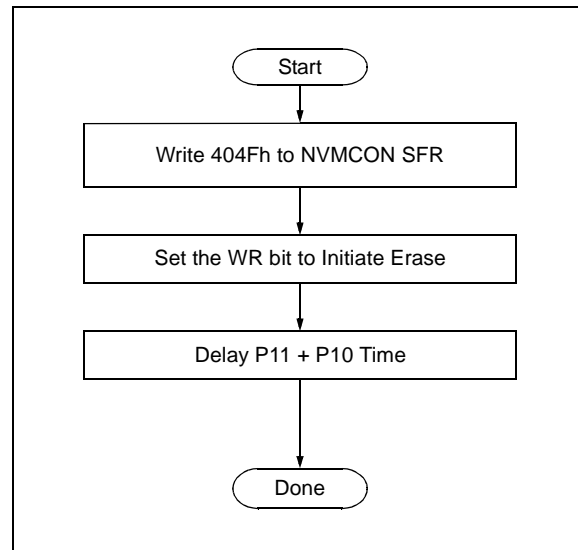 Start
Write 404Fh to NVMCON SFR
Set the WR bit to Initiate Erase
Delay P11 + P10 Time
Done